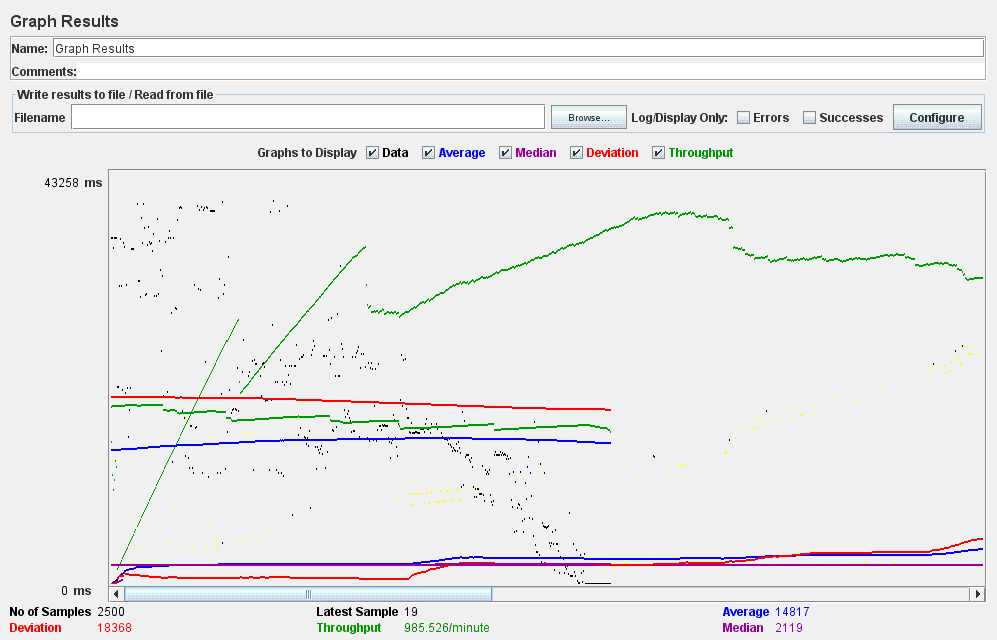 Graph Results
Name: Graph Results
Comments:
Write results to file / Read from file
Filename Browse... Log/Display Only: Errors Successes Configure
Graphs to Display Data Average Median Deviation Throughput
43258 ms
0 ms
No of Samples 2500 Latest Sample 19 Average 14817
Deviation 18368 Throughput 985.526/minute Median 2119